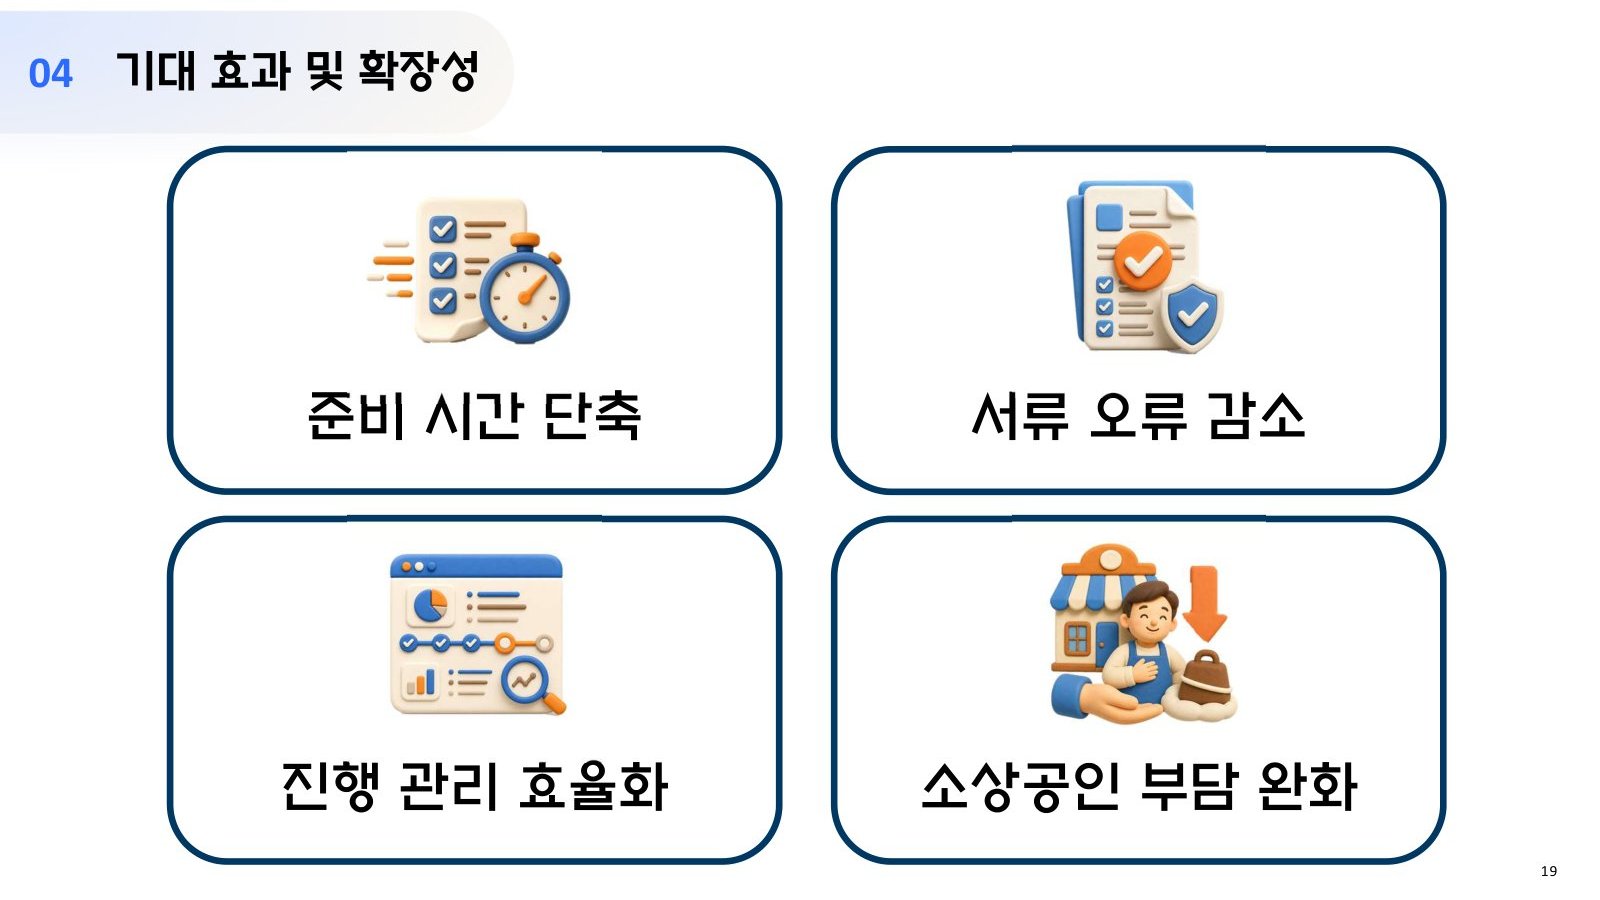 04 기대 효과 및 확장성
준비 시간 단축
서류 오류 감소
진행 관리 효율화
소상공인 부담 완화
19